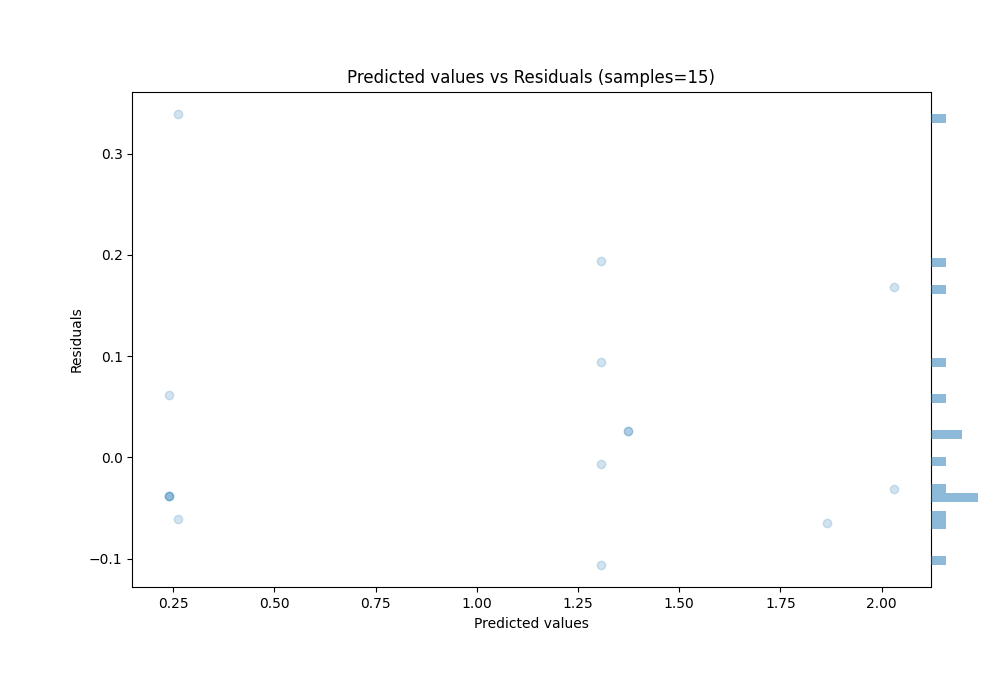 Predicted values vs Residuals (samples=15)
0.3
0.2
0.1
0.0
−0.1
Residuals
0.25 0.50 0.75 1.00 1.25 1.50 1.75 2.00
Predicted values